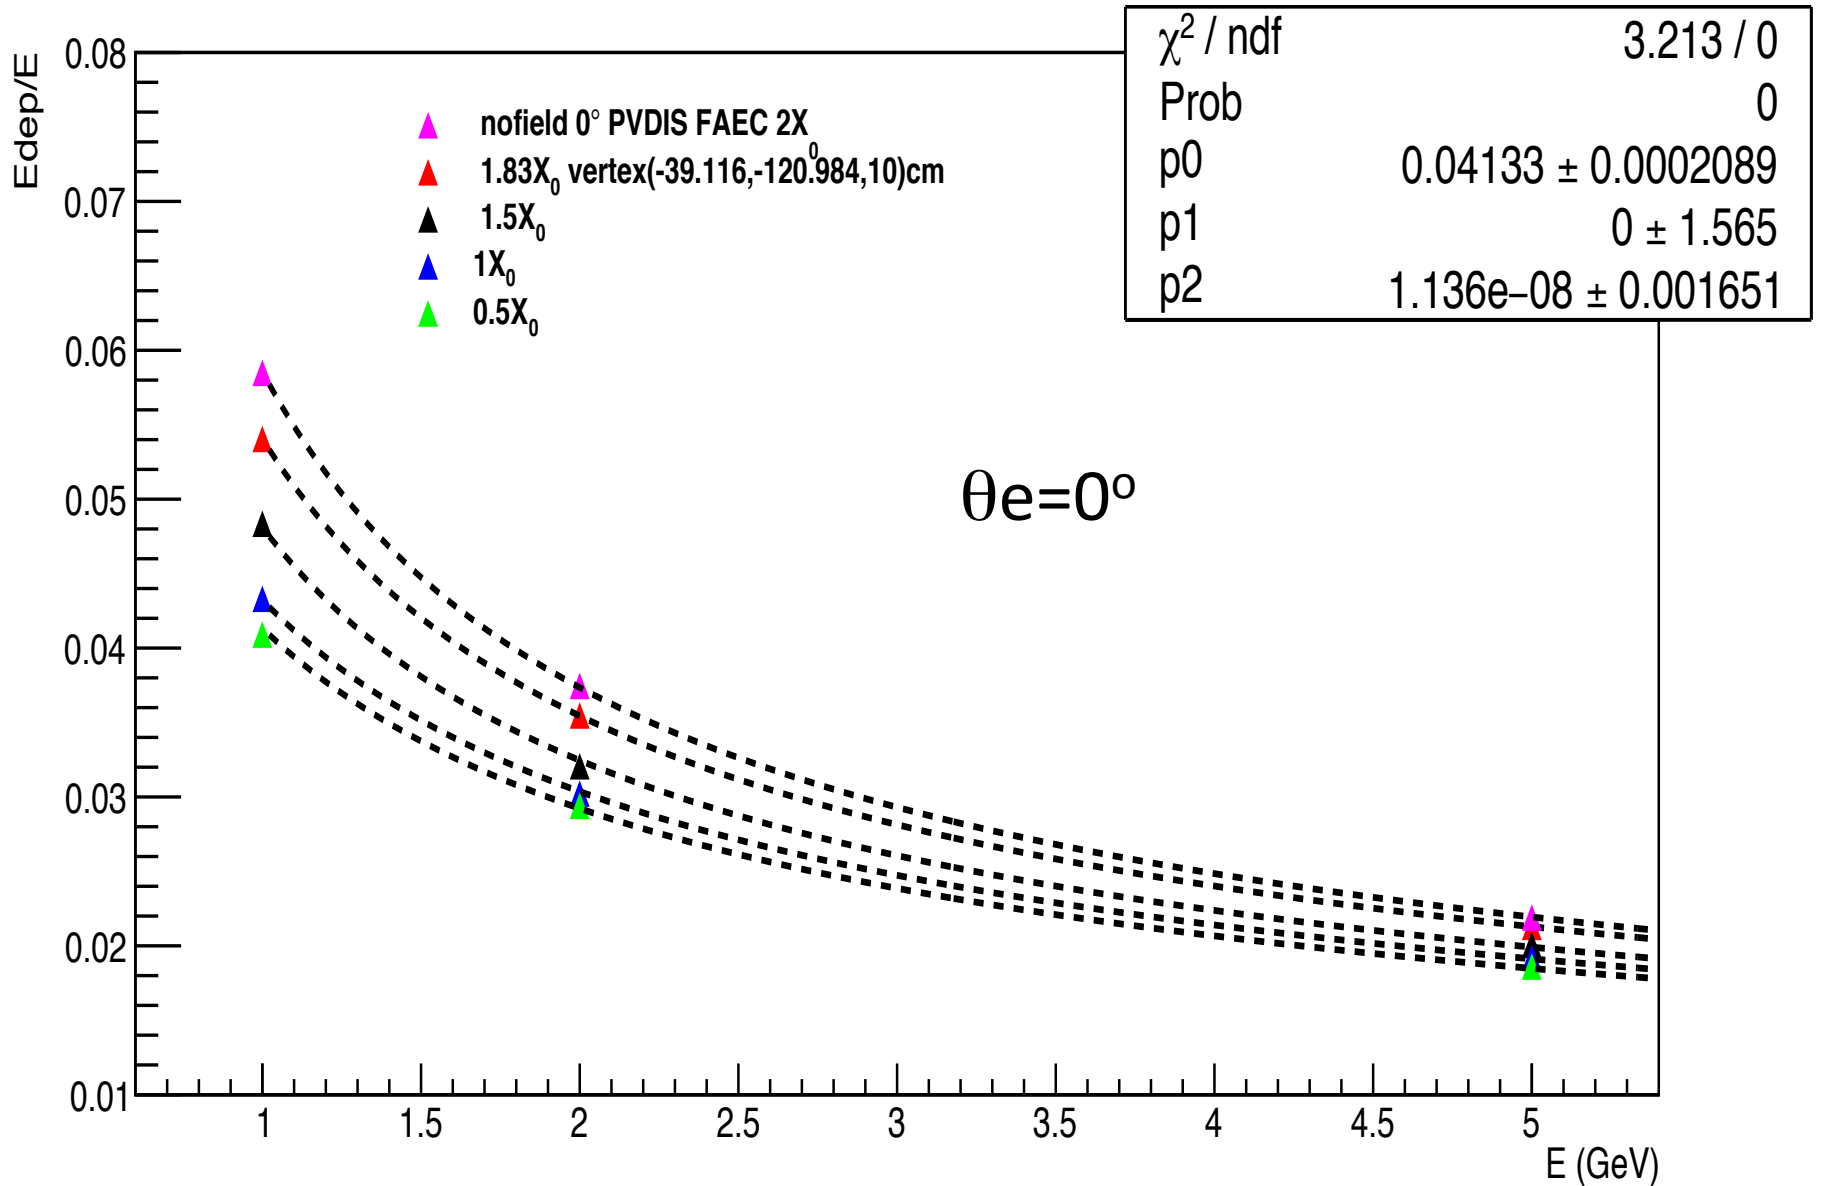 χ² / ndf 3.213 / 0
Prob 0
p0 0.04133 ± 0.0002089
p1 0 ± 1.565
p2 1.136e−08 ± 0.001651
Edep/E
0.08
0.07
0.06
0.05
0.04
0.03
0.02
0.01
nofield 0° PVDIS FAEC 2X₀
1.83X₀ vertex(-39.116,-120.984,10)cm
1.5X₀
1X₀
0.5X₀
θe=0º
1 1.5 2 2.5 3 3.5 4 4.5 5
E (GeV)